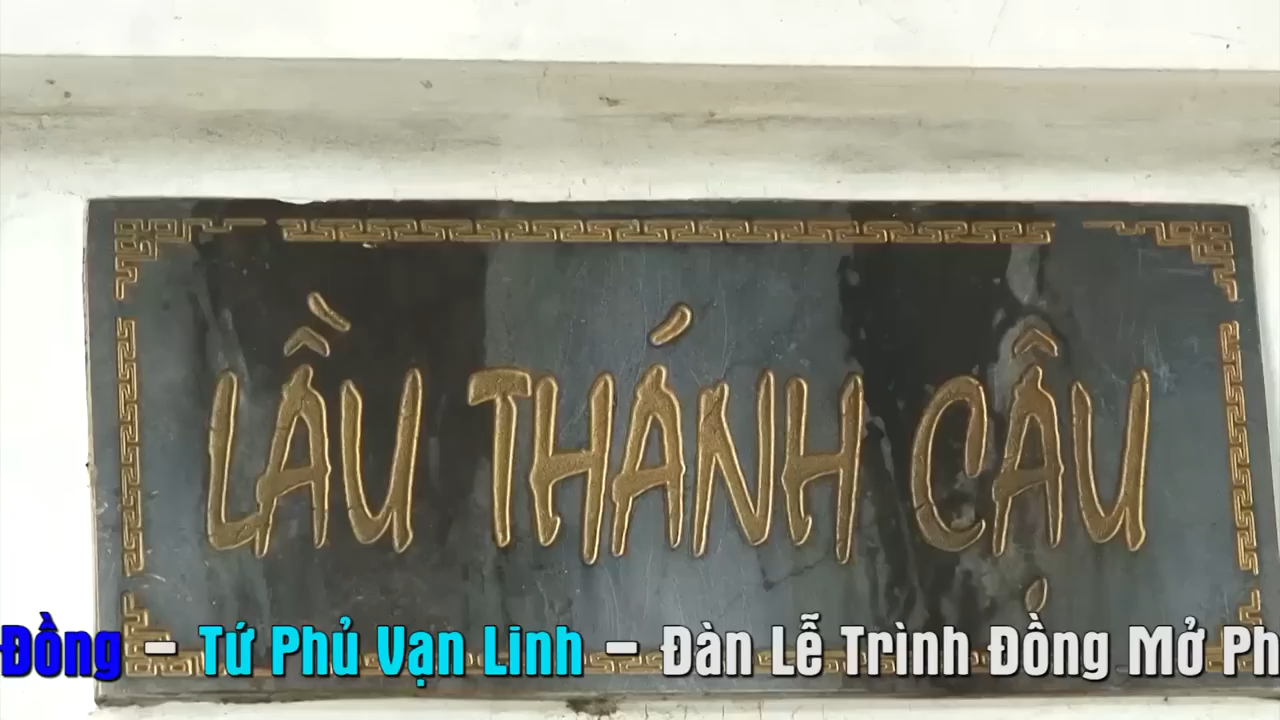 LẦU THÁNH CẬU
Đồng - Tứ Phủ Vạn Linh - Đàn Lễ Trình Đồng Mở Ph